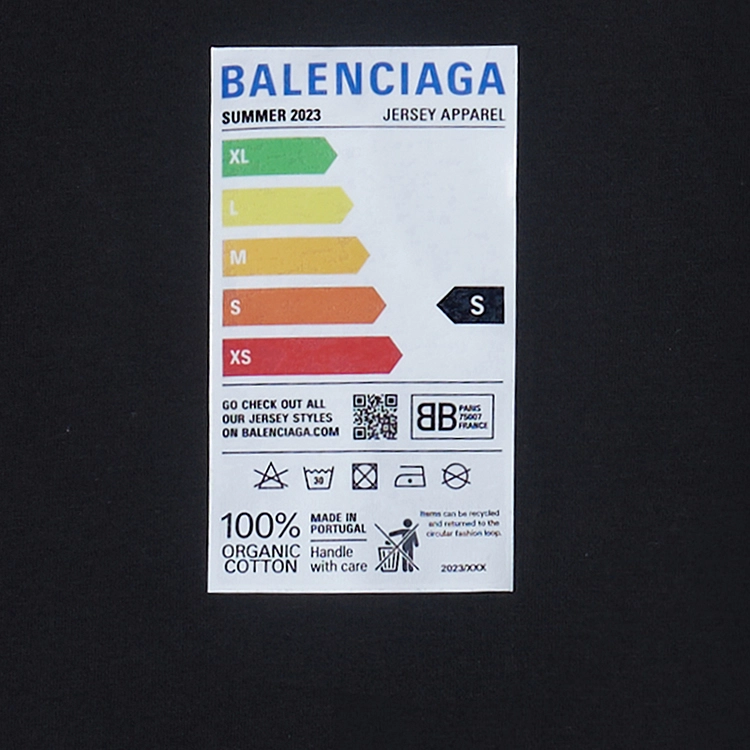 BALENCIAGA
SUMMER 2023 JERSEY APPAREL
XL
L
M
S S
XS
GO CHECK OUT ALL
OUR JERSEY STYLES
ON BALENCIAGA.COM
BB PARIS
75007
FRANCE
30
100%
ORGANIC
COTTON
MADE IN
PORTUGAL
Handle
with care
Items can be recycled
and returned to the
circular fashion loop.
2023/XXX